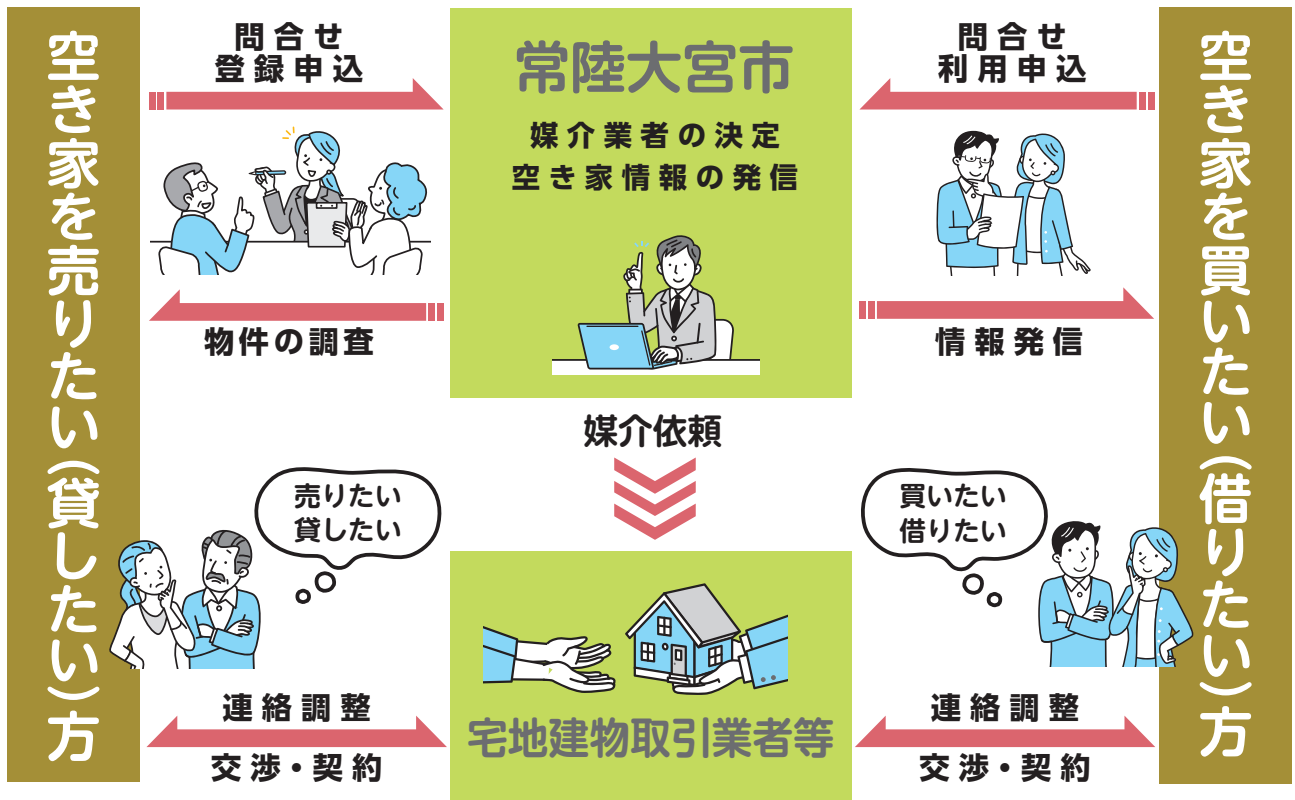 空き家を売りたい(貸したい)方
問合せ
登録申込
物件の調査
常陸大宮市
媒介業者の決定
空き家情報の発信
問合せ
利用申込
情報発信
空き家を買いたい(借りたい)方
媒介依頼
売りたい
貸したい
買いたい
借りたい
連絡調整
交渉・契約
宅地建物取引業者等
連絡調整
交渉・契約